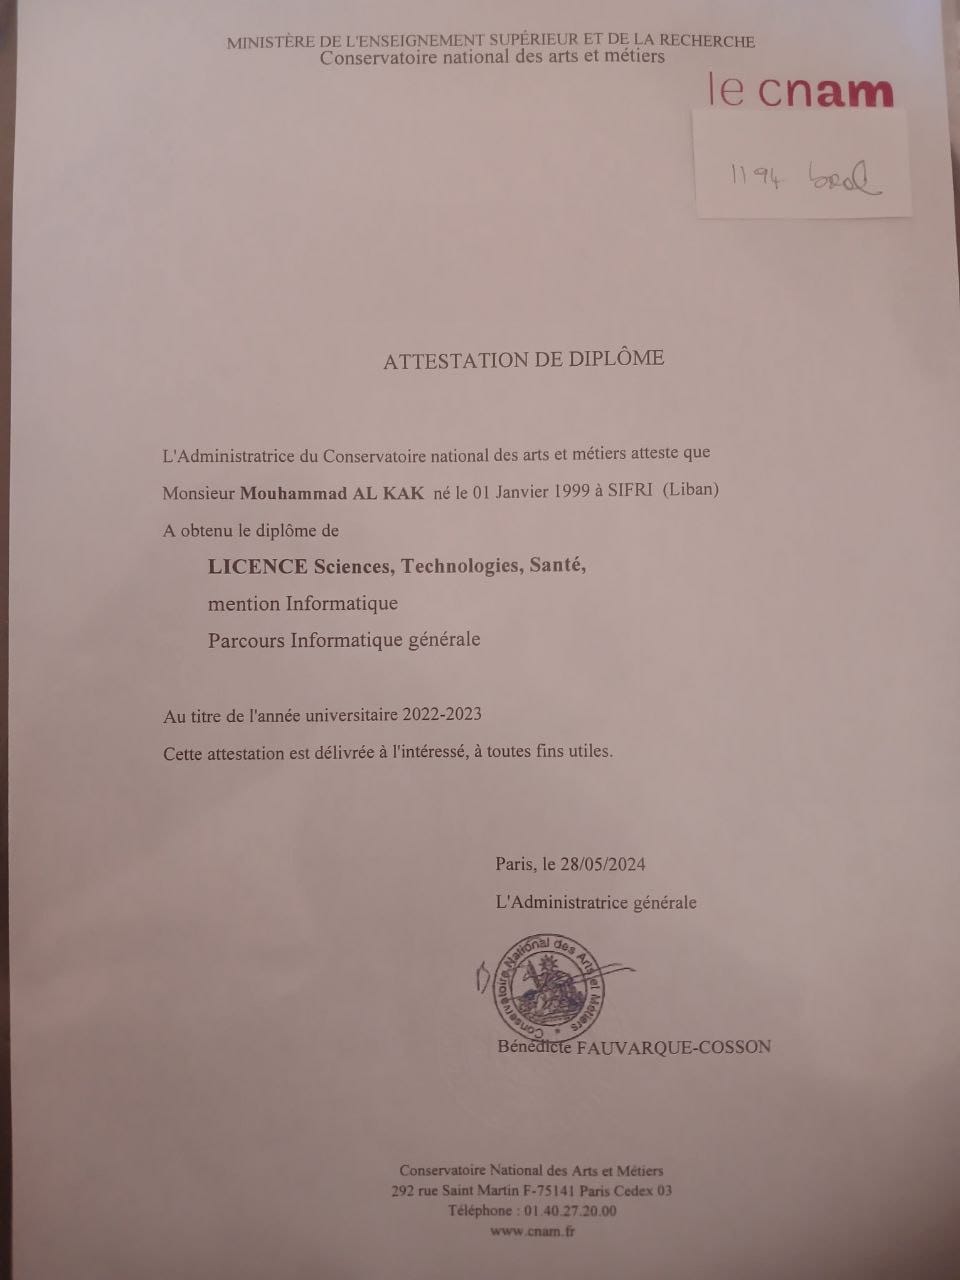 MINISTÈRE DE L'ENSEIGNEMENT SUPÉRIEUR ET DE LA RECHERCHE
Conservatoire national des arts et métiers
le cnam
1194
ATTESTATION DE DIPLÔME
L'Administratrice du Conservatoire national des arts et métiers atteste que
Monsieur Mouhammad AL KAK né le 01 Janvier 1999 à SIFRI (Liban)
A obtenu le diplôme de
LICENCE Sciences, Technologies, Santé,
mention Informatique
Parcours Informatique générale
Au titre de l'année universitaire 2022-2023
Cette attestation est délivrée à l'intéressé, à toutes fins utiles.
Paris, le 28/05/2024
L'Administratrice générale
Conservatoire National des Arts et Métiers
Bénédicte FAUVARQUE-COSSON
Conservatoire National des Arts et Métiers
292 rue Saint Martin F-75141 Paris Cedex 03
Téléphone : 01.40.27.20.00
www.cnam.fr